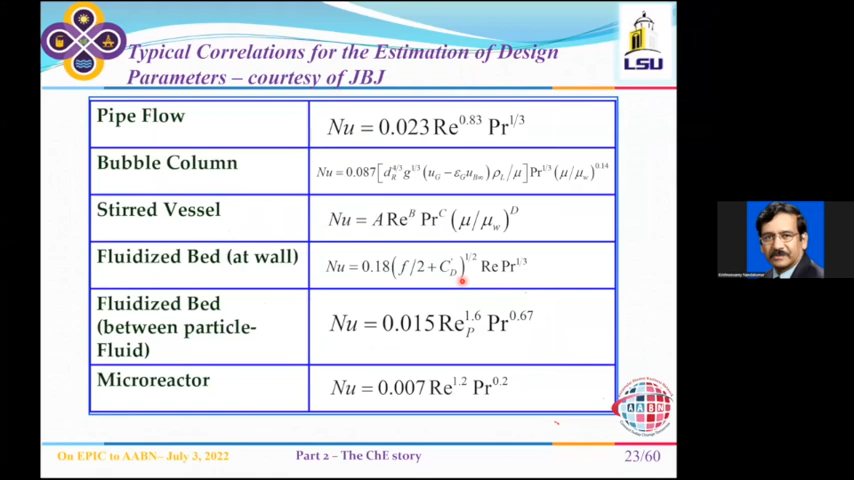 LSU
Typical Correlations for the Estimation of Design
Parameters – courtesy of JBJ
Pipe Flow
Nu = 0.023 Re^0.83 Pr^1/3
Bubble Column
Nu = 0.087[d_R^4/3 g^1/3 (u_G − ε_G u_B∞) ρ_L/μ] Pr^1/3 (μ/μ_w)^0.14
Stirred Vessel
Nu = A Re^B Pr^C (μ/μ_w)^D
Fluidized Bed (at wall)
Nu = 0.18(f/2 + C_D)^1/2 Re Pr^1/3
Fluidized Bed
(between particle-
Fluid)
Nu = 0.015 Re_P^1.6 Pr^0.67
Microreactor
Nu = 0.007 Re^1.2 Pr^0.2
AABN
On EPIC to AABN– July 3, 2022
Part 2 – The ChE story
23/60